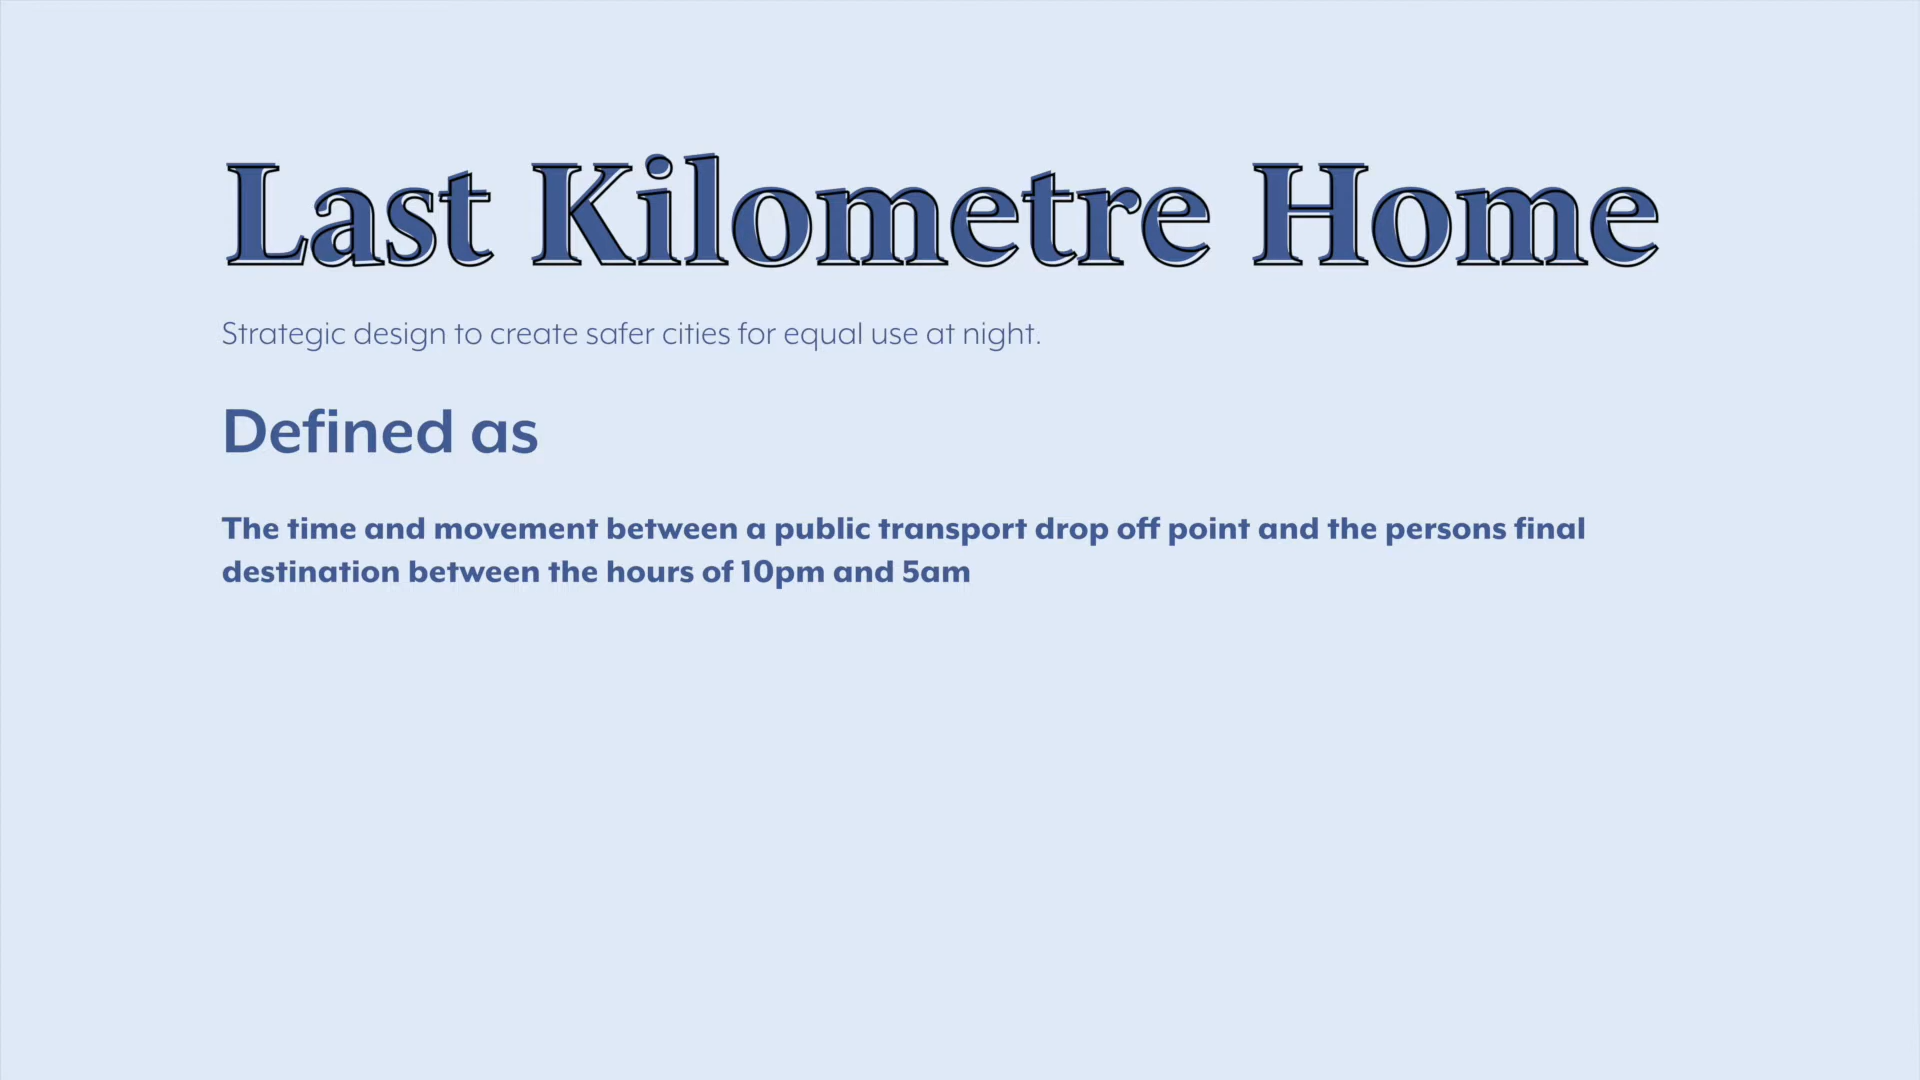 Last Kilometre Home
Strategic design to create safer cities for equal use at night.
Defined as
The time and movement between a public transport drop off point and the persons final
destination between the hours of 10pm and 5am